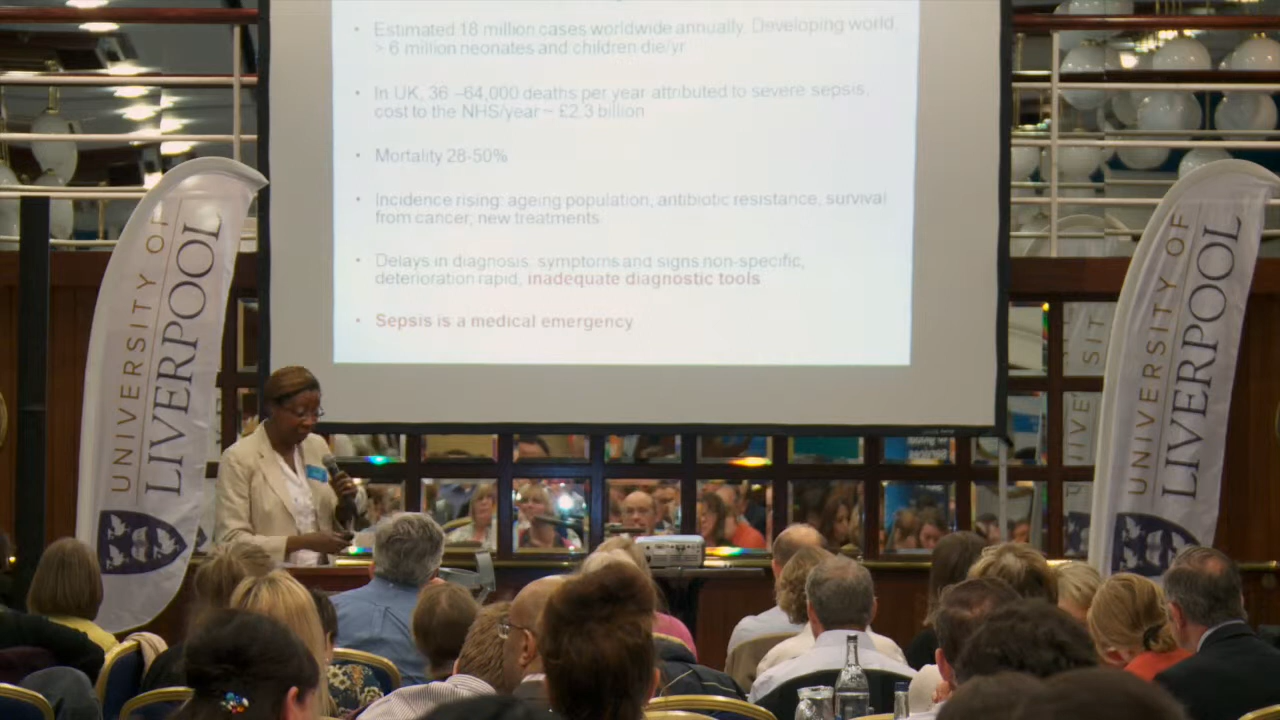 • Estimated 18 million cases worldwide annually. Developing world,
> 6 million neonates and children die/yr
• In UK, 36 –64,000 deaths per year attributed to severe sepsis,
cost to the NHS/year ~ £2.3 billion
• Mortality 28-50%
• Incidence rising: ageing population, antibiotic resistance, survival
from cancer, new treatments
• Delays in diagnosis: symptoms and signs non-specific,
deterioration rapid, inadequate diagnostic tools
• Sepsis is a medical emergency
UNIVERSITY OF
LIVERPOOL
UNIVERSITY OF
LIVERPOOL